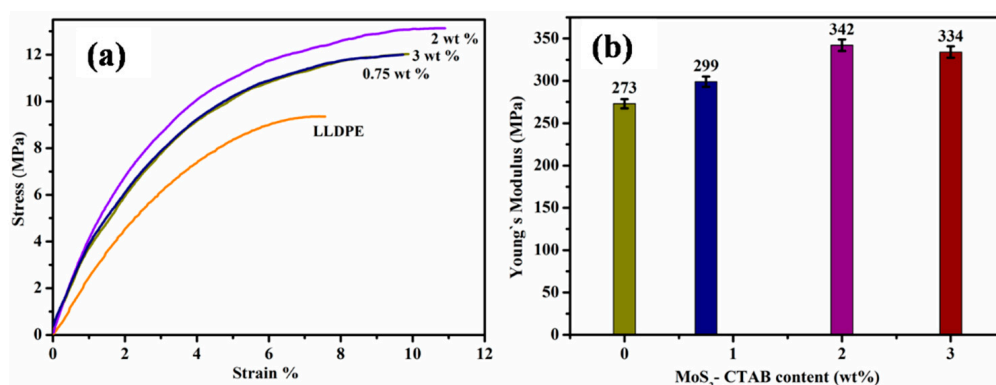 (a)
2 wt %
3 wt %
0.75 wt %
LLDPE
Stress (MPa)
12
10
8
6
4
2
0
0 2 4 6 8 10 12
Strain %
(b)
342
334
299
273
Young`s Modulus (MPa)
350
300
250
200
150
100
50
0
0 1 2 3
MoS₂- CTAB content (wt%)